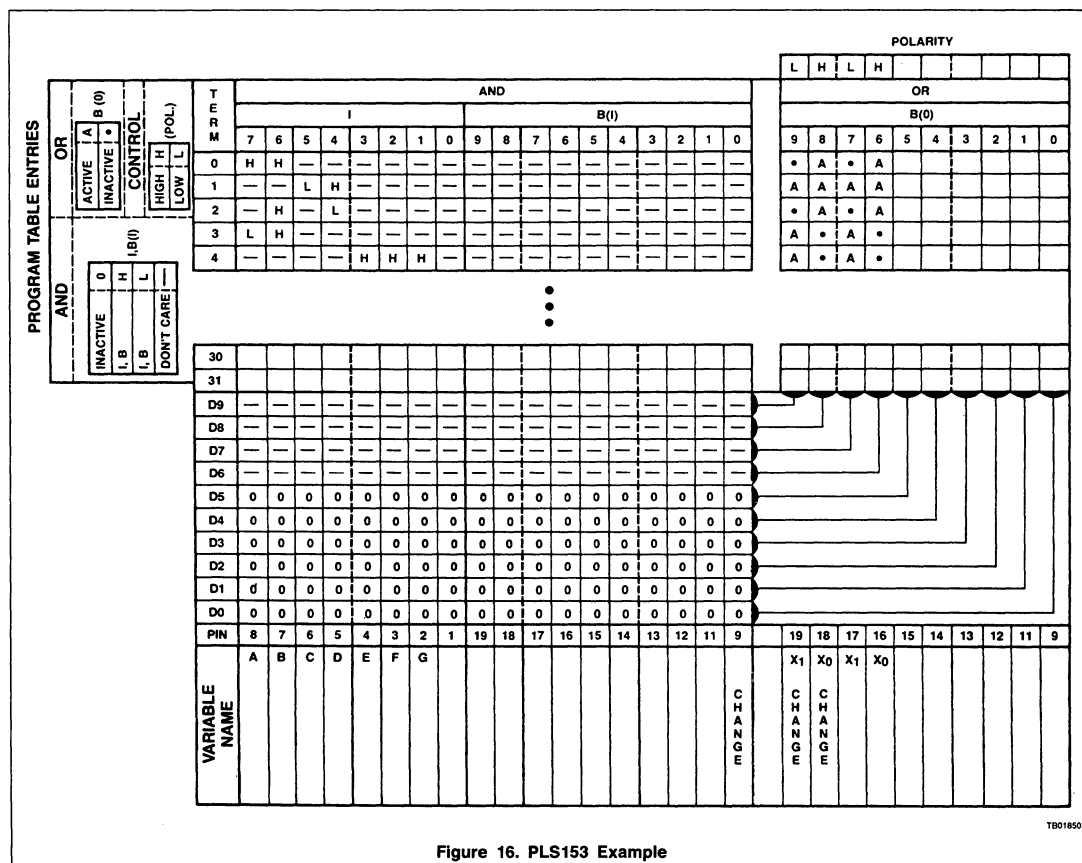 POLARITY
L H L H
PROGRAM TABLE ENTRIES
OR
ACTIVE A
INACTIVE •
B (0)
CONTROL
HIGH H
LOW L
(POL.)
AND
INACTIVE 0
I, B H
I, B L
DON'T CARE —
I,B(I)
TERM
AND
OR
I
B(I)
B(0)
7 6 5 4 3 2 1 0 9 8 7 6 5 4 3 2 1 0 9 8 7 6 5 4 3 2 1 0
0 H H — — — — — — — — — — — — — — — — • A • A
1 — — L H — — — — — — — — — — — — — — A A A A
2 — H — L — — — — — — — — — — — — — — • A • A
3 L H — — — — — — — — — — — — — — — — A • A •
4 — — — — H H H — — — — — — — — — — — A • A •
30
31
D9 — — — — — — — — — — — — — — — — — —
D8 — — — — — — — — — — — — — — — — — —
D7 — — — — — — — — — — — — — — — — — —
D6 — — — — — — — — — — — — — — — — — —
D5 0 0 0 0 0 0 0 0 0 0 0 0 0 0 0 0 0 0
D4 0 0 0 0 0 0 0 0 0 0 0 0 0 0 0 0 0 0
D3 0 0 0 0 0 0 0 0 0 0 0 0 0 0 0 0 0 0
D2 0 0 0 0 0 0 0 0 0 0 0 0 0 0 0 0 0 0
D1 0 0 0 0 0 0 0 0 0 0 0 0 0 0 0 0 0 0
D0 0 0 0 0 0 0 0 0 0 0 0 0 0 0 0 0 0 0
PIN 8 7 6 5 4 3 2 1 19 18 17 16 15 14 13 12 11 9 19 18 17 16 15 14 13 12 11 9
VARIABLE NAME
A B C D E F G
CHANGE
X1 X0 X1 X0
CHANGE
CHANGE
TB01850
Figure 16. PLS153 Example